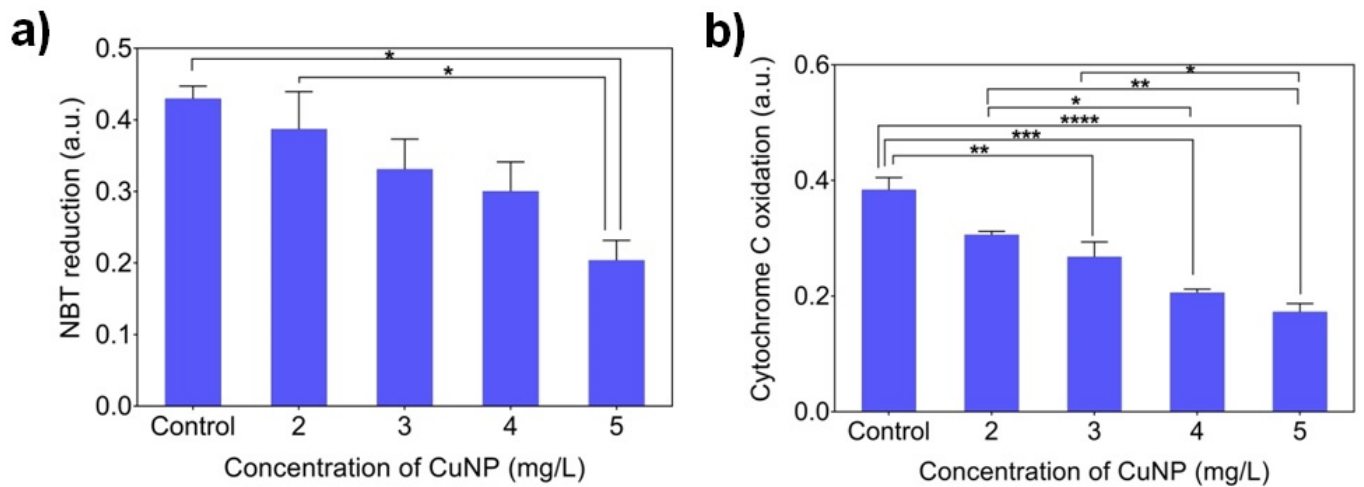 a)
NBT reduction (a.u.)
0.5
0.4
0.3
0.2
0.1
0.0
*
*
Control 2 3 4 5
Concentration of CuNP (mg/L)
b)
Cytochrome C oxidation (a.u.)
0.6
0.4
0.2
0.0
*
**
*
****
***
**
Control 2 3 4 5
Concentration of CuNP (mg/L)